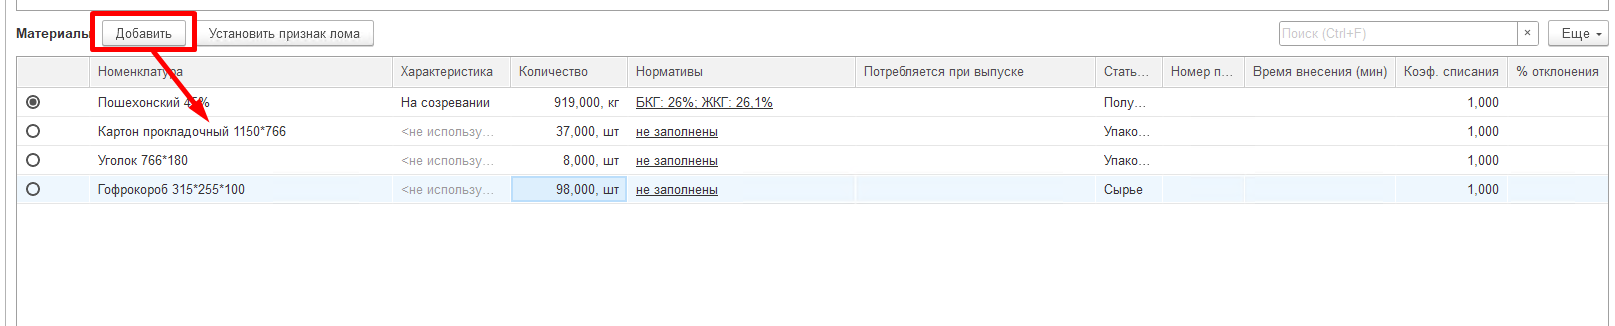 Материалы Добавить Установить признак лома Поиск (Ctrl+F) × Еще
Номенклатура Характеристика Количество Нормативы Потребляется при выпуске Стать... Номер п... Время внесения (мин) Коэф. списания % отклонения
Пошехонский 45% На созревании 919,000, кг БКГ: 26%; ЖКГ: 26,1% Полу... 1,000
Картон прокладочный 1150*766 <не использу... 37,000, шт не заполнены Упако... 1,000
Уголок 766*180 <не использу... 8,000, шт не заполнены Упако... 1,000
Гофрокороб 315*255*100 <не использу... 98,000, шт не заполнены Сырье 1,000